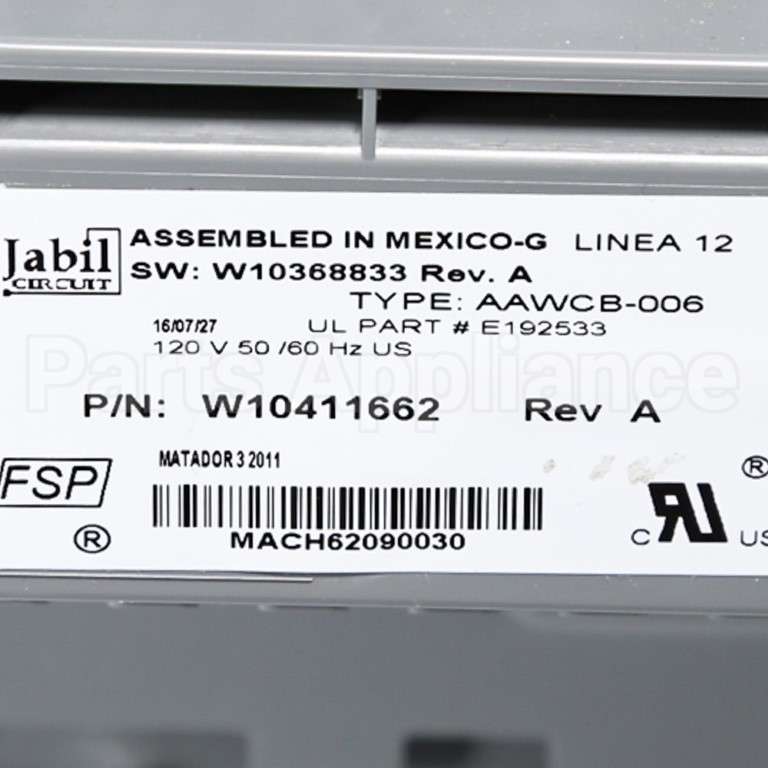 Jabil
CIRCUIT
ASSEMBLED IN MEXICO-G LINEA 12
SW: W10368833 Rev. A
TYPE: AAWCB-006
16/07/27 UL PART # E192533
120 V 50 /60 Hz US
Parts Appliance
P/N: W10411662 Rev A
MATADOR 3 2011
FSP
®
MACH62090030
®
C UR US